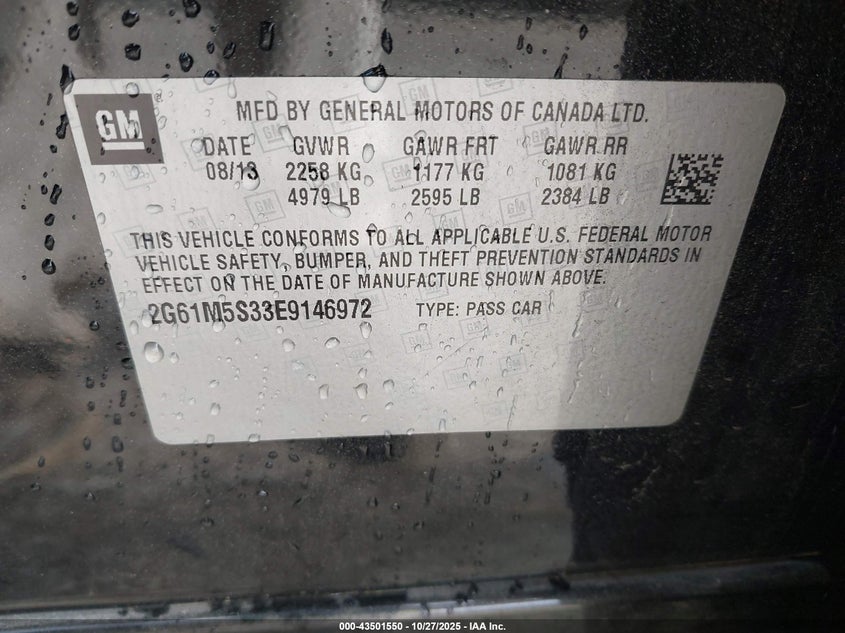 GM
MFD BY GENERAL MOTORS OF CANADA LTD.
DATE GVWR GAWR FRT GAWR RR
08/13 2258 KG 1177 KG 1081 KG
4979 LB 2595 LB 2384 LB
THIS VEHICLE CONFORMS TO ALL APPLICABLE U.S. FEDERAL MOTOR
VEHICLE SAFETY, BUMPER, AND THEFT PREVENTION STANDARDS IN
EFFECT ON THE DATE OF MANUFACTURE SHOWN ABOVE.
2G61M5S33E9146972 TYPE: PASS CAR
000-43501550 - 10/27/2025 - IAA Inc.